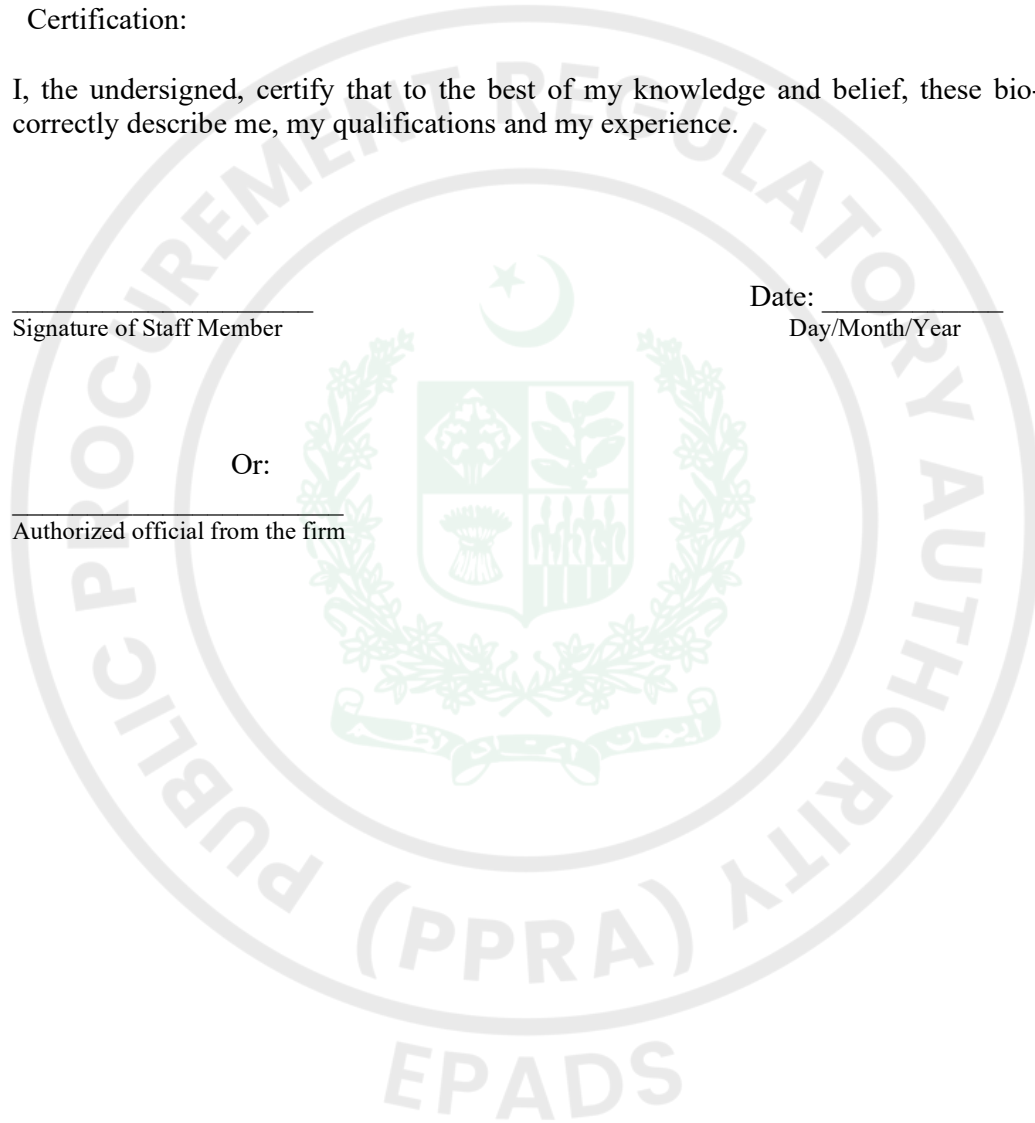 Certification:
I, the undersigned, certify that to the best of my knowledge and belief, these bio-
correctly describe me, my qualifications and my experience.
Date: ____________
Signature of Staff Member
Day/Month/Year
Or:
Authorized official from the firm
PUBLIC PROCUREMENT REGULATORY AUTHORITY
(PPRA)
EPADS